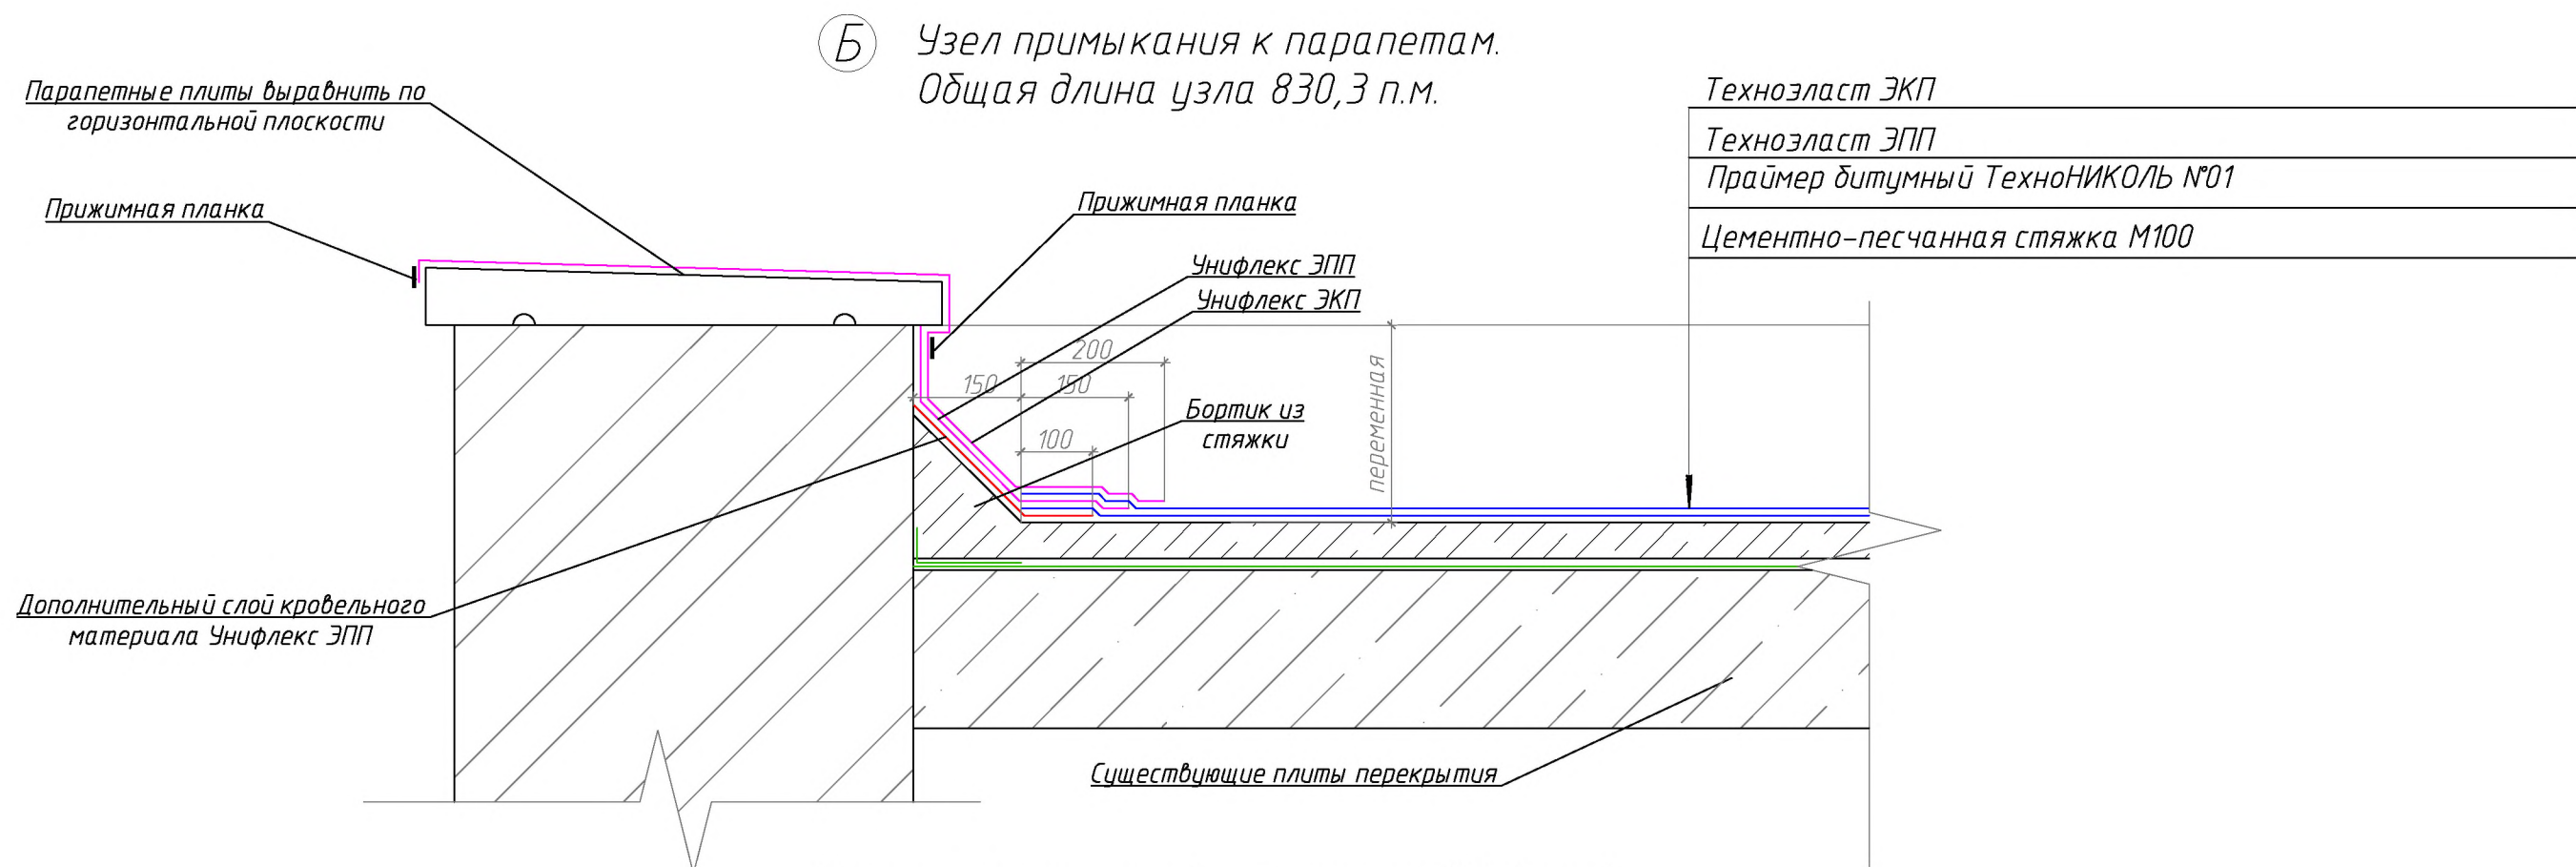 Б
Узел примыкания к парапетам.
Общая длина узла 830,3 п.м.
Парапетные плиты выравнить по
горизонтальной плоскости
Прижимная планка
Прижимная планка
Унифлекс ЭПП
Унифлекс ЭКП
Техноэласт ЭКП
Техноэласт ЭПП
Праймер битумный ТехноНИКОЛЬ №01
Цементно-песчанная стяжка М100
200
150
150
100
переменная
Бортик из
стяжки
Дополнительный слой кровельного
материала Унифлекс ЭПП
Существующие плиты перекрытия